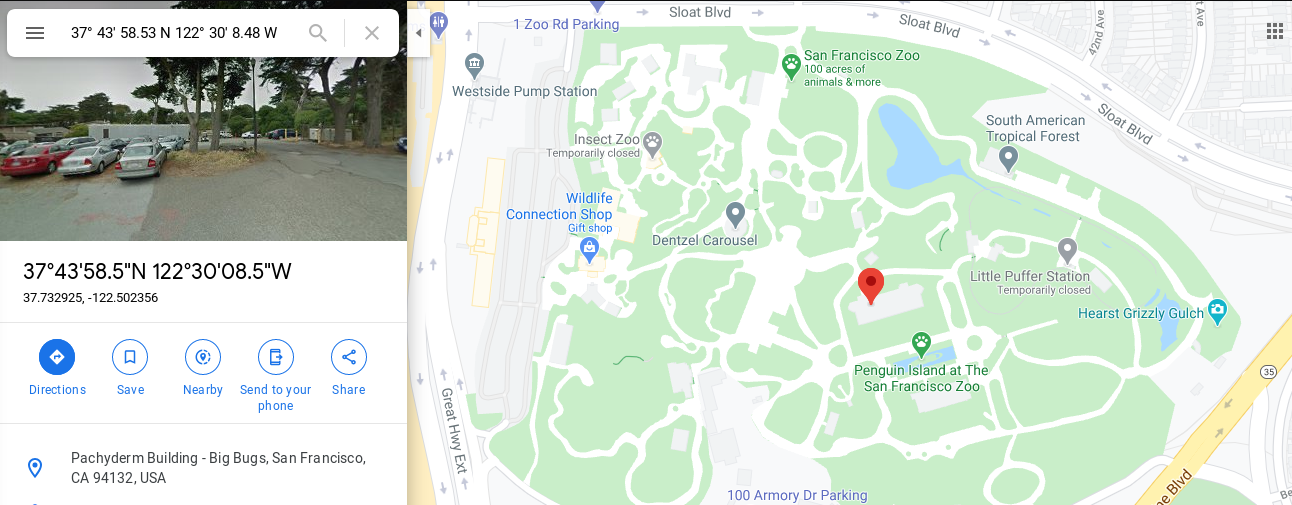 37° 43' 58.53 N 122° 30' 8.48 W
37°43'58.5"N 122°30'08.5"W
37.732925, -122.502356
Directions
Save
Nearby
Send to your
phone
Share
Pachyderm Building - Big Bugs, San Francisco,
CA 94132, USA
1 Zoo Rd Parking
Sloat Blvd
Sloat Blvd
42nd Ave
San Francisco Zoo
100 acres of
animals & more
Westside Pump Station
Sloat Blvd
South American
Tropical Forest
Insect Zoo
Temporarily closed
Wildlife
Connection Shop
Gift shop
Dentzel Carousel
Little Puffer Station
Temporarily closed
Hearst Grizzly Gulch
Penguin Island at The
San Francisco Zoo
35
Great Hwy Ext
100 Armory Dr Parking
ne Blvd
Be
st Ave